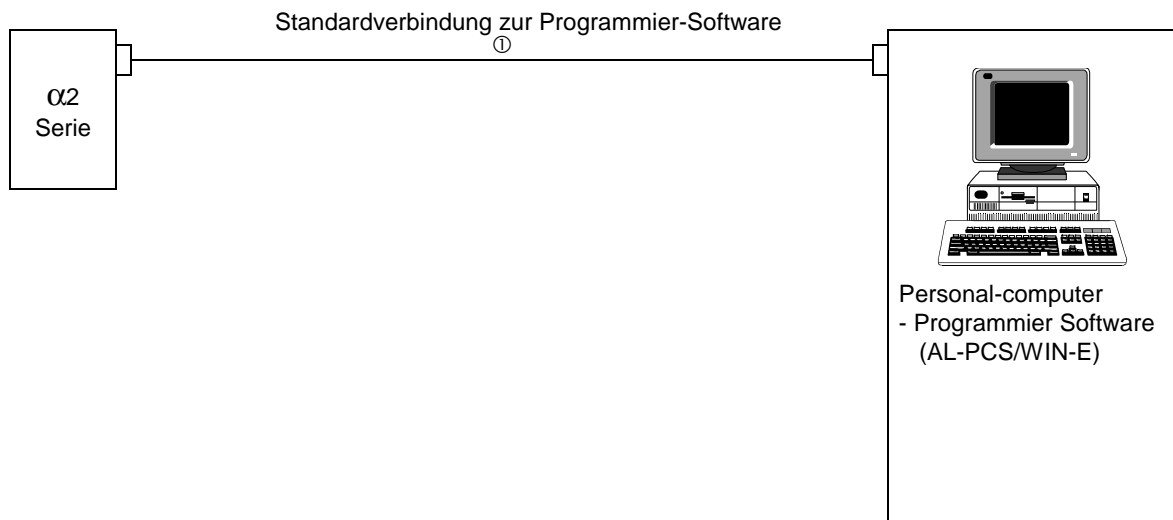 Standardverbindung zur Programmier-Software
①
α2
Serie
Personal-computer
- Programmier Software
(AL-PCS/WIN-E)